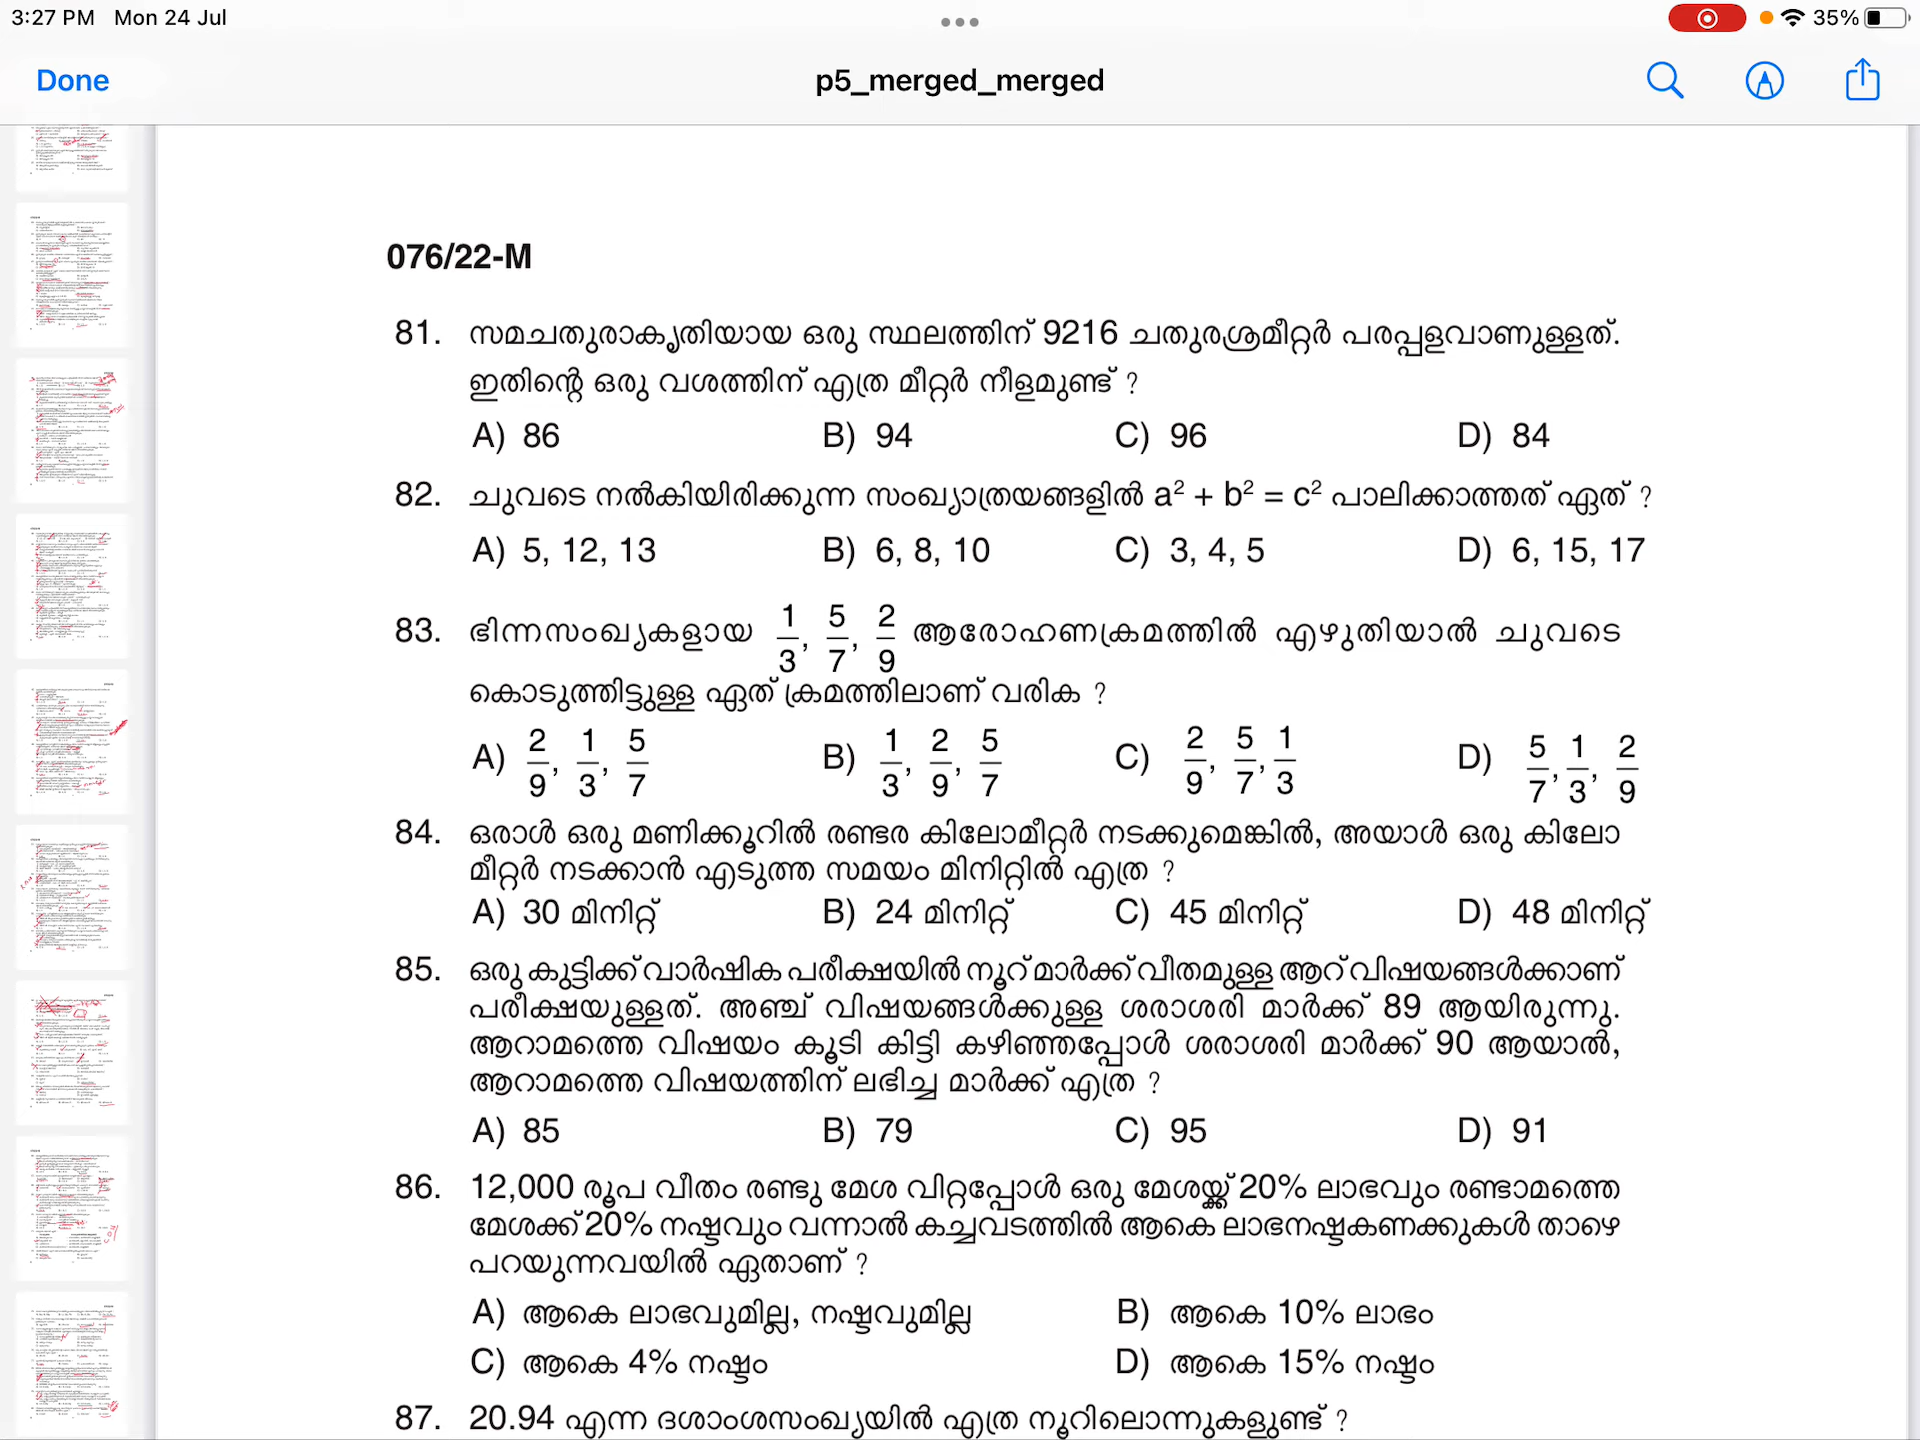 3:27 PM Mon 24 Jul
35%
Done
p5_merged_merged
076/22-M
81. സമചതുരാകൃതിയായ ഒരു സ്ഥലത്തിന് 9216 ചതുരശ്രമീറ്റർ പരപ്പളവാണുള്ളത്.
ഇതിന്റെ ഒരു വശത്തിന് എത്ര മീറ്റർ നീളമുണ്ട് ?
A) 86 B) 94 C) 96 D) 84
82. ചുവടെ നൽകിയിരിക്കുന്ന സംഖ്യാത്രയങ്ങളിൽ a² + b² = c² പാലിക്കാത്തത് ഏത് ?
A) 5, 12, 13 B) 6, 8, 10 C) 3, 4, 5 D) 6, 15, 17
83. ഭിന്നസംഖ്യകളായ 1/3, 5/7, 2/9 ആരോഹണക്രമത്തിൽ എഴുതിയാൽ ചുവടെ
കൊടുത്തിട്ടുള്ള ഏത് ക്രമത്തിലാണ് വരിക ?
A) 2/9, 1/3, 5/7 B) 1/3, 2/9, 5/7 C) 2/9, 5/7, 1/3 D) 5/7, 1/3, 2/9
84. ഒരാൾ ഒരു മണിക്കൂറിൽ രണ്ടര കിലോമീറ്റർ നടക്കുമെങ്കിൽ, അയാൾ ഒരു കിലോ
മീറ്റർ നടക്കാൻ എടുത്ത സമയം മിനിറ്റിൽ എത്ര ?
A) 30 മിനിറ്റ് B) 24 മിനിറ്റ് C) 45 മിനിറ്റ് D) 48 മിനിറ്റ്
85. ഒരു കുട്ടിക്ക് വാർഷിക പരീക്ഷയിൽ നൂറ് മാർക്ക് വീതമുള്ള ആറ് വിഷയങ്ങൾക്കാണ്
പരീക്ഷയുള്ളത്. അഞ്ച് വിഷയങ്ങൾക്കുള്ള ശരാശരി മാർക്ക് 89 ആയിരുന്നു.
ആറാമത്തെ വിഷയം കൂടി കിട്ടി കഴിഞ്ഞപ്പോൾ ശരാശരി മാർക്ക് 90 ആയാൽ,
ആറാമത്തെ വിഷയത്തിന് ലഭിച്ച മാർക്ക് എത്ര ?
A) 85 B) 79 C) 95 D) 91
86. 12,000 രൂപ വീതം രണ്ടു മേശ വിറ്റപ്പോൾ ഒരു മേശയ്ക്ക് 20% ലാഭവും രണ്ടാമത്തെ
മേശക്ക് 20% നഷ്ടവും വന്നാൽ കച്ചവടത്തിൽ ആകെ ലാഭനഷ്ടകണക്കുകൾ താഴെ
പറയുന്നവയിൽ ഏതാണ് ?
A) ആകെ ലാഭവുമില്ല, നഷ്ടവുമില്ല B) ആകെ 10% ലാഭം
C) ആകെ 4% നഷ്ടം D) ആകെ 15% നഷ്ടം
87. 20.94 എന്ന ദശാംശസംഖ്യയിൽ എത്ര നൂറിലൊന്നുകളുണ്ട് ?